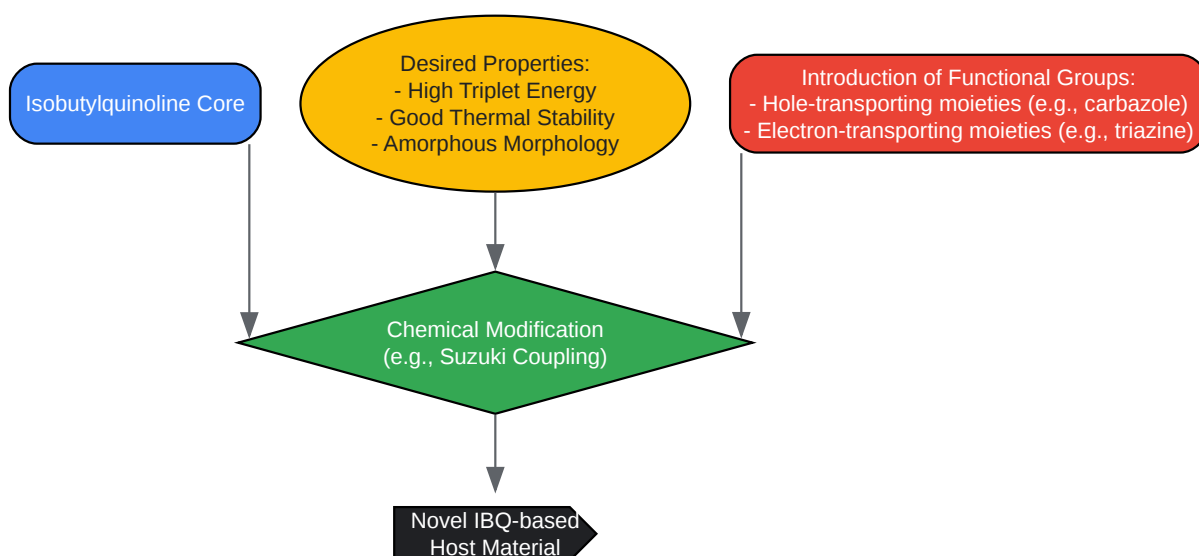 Isobutylquinoline Core
Desired Properties:
- High Triplet Energy
- Good Thermal Stability
- Amorphous Morphology
Introduction of Functional Groups:
- Hole-transporting moieties (e.g., carbazole)
- Electron-transporting moieties (e.g., triazine)
Chemical Modification
(e.g., Suzuki Coupling)
Novel IBQ-based
Host Material